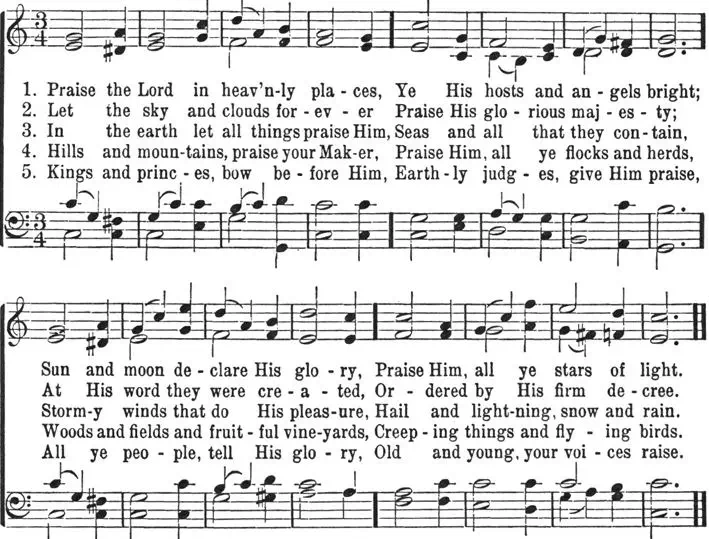 1. Praise the Lord in heav'n-ly pla - ces, Ye His hosts and an - gels bright;
2. Let the sky and clouds for - ev - er Praise His glo - rious maj - es - ty;
3. In the earth let all things praise Him, Seas and all that they con - tain,
4. Hills and moun - tains, praise your Mak - er, Praise Him, all ye flocks and herds,
5. Kings and princ - es, bow be - fore Him, Earth - ly judg - es, give Him praise,
Sun and moon de - clare His glo - ry, Praise Him, all ye stars of light.
At His word they were cre - a - ted, Or - dered by His firm de - cree.
Storm-y winds that do His pleas - ure, Hail and light - ning, snow and rain.
Woods and fields and fruit - ful vine - yards, Creep - ing things and fly - ing birds.
All ye peo - ple, tell His glo - ry, Old and young, your voi - ces raise.